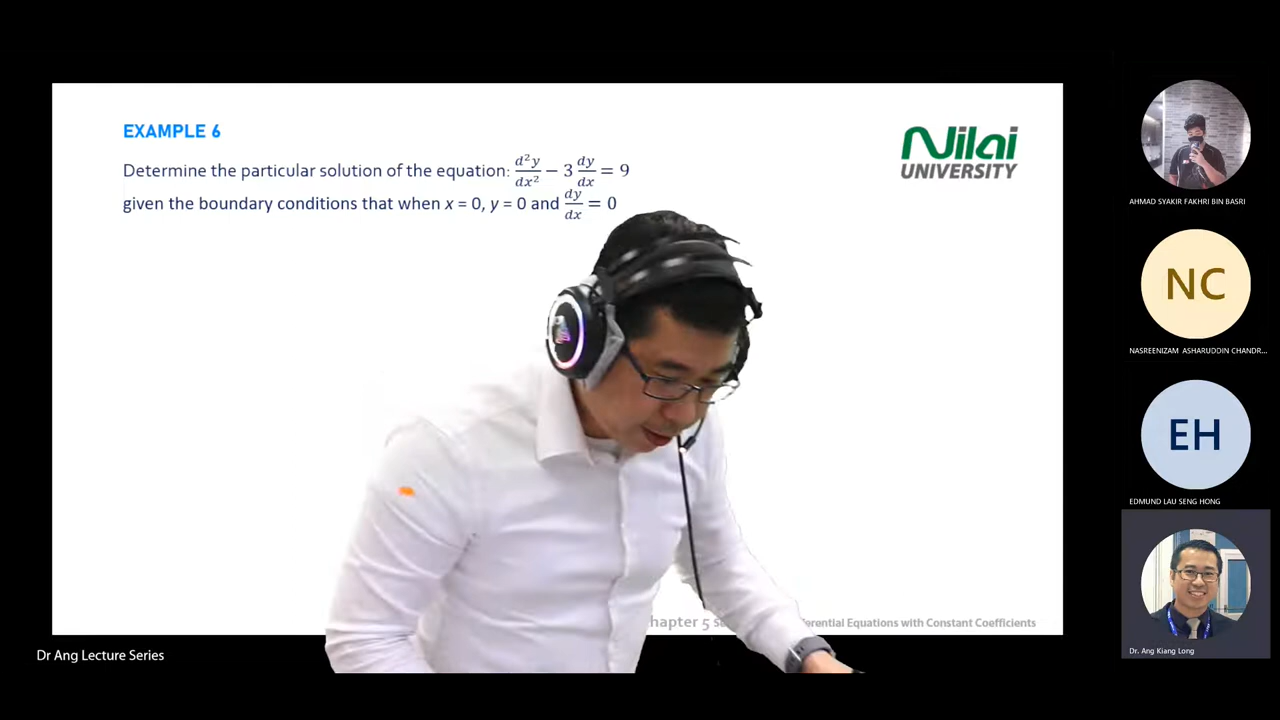 EXAMPLE 6
Determine the particular solution of the equation: d²y/dx² − 3 dy/dx = 9
given the boundary conditions that when x = 0, y = 0 and dy/dx = 0
Nilai
UNIVERSITY
hapter 5
erential Equations with Constant Coefficients
Dr Ang Lecture Series
AHMAD SYAKIR FAKHRI BIN BASRI
NC
NASREENIZAM ASHARUDDIN CHANDR...
EH
EDMUND LAU SENG HONG
Dr. Ang Kiang Long